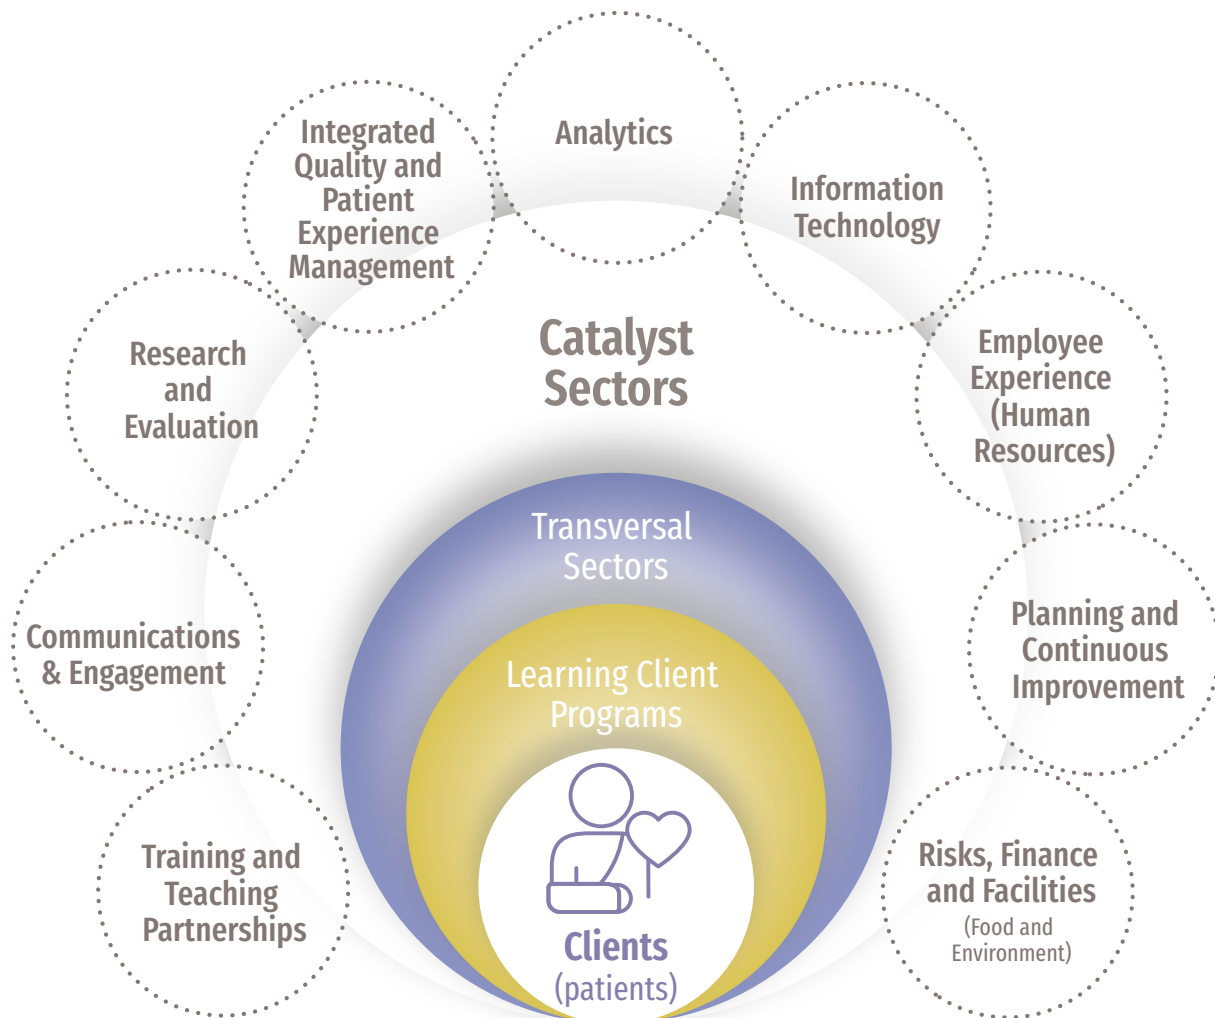 Analytics
Integrated
Quality and
Patient
Experience
Management
Information
Technology
Research
and
Evaluation
Employee
Experience
(Human
Resources)
Catalyst
Sectors
Communications
& Engagement
Planning and
Continuous
Improvement
Training and
Teaching
Partnerships
Risks, Finance
and Facilities
(Food and
Environment)
Transversal
Sectors
Learning Client
Programs
Clients
(patients)